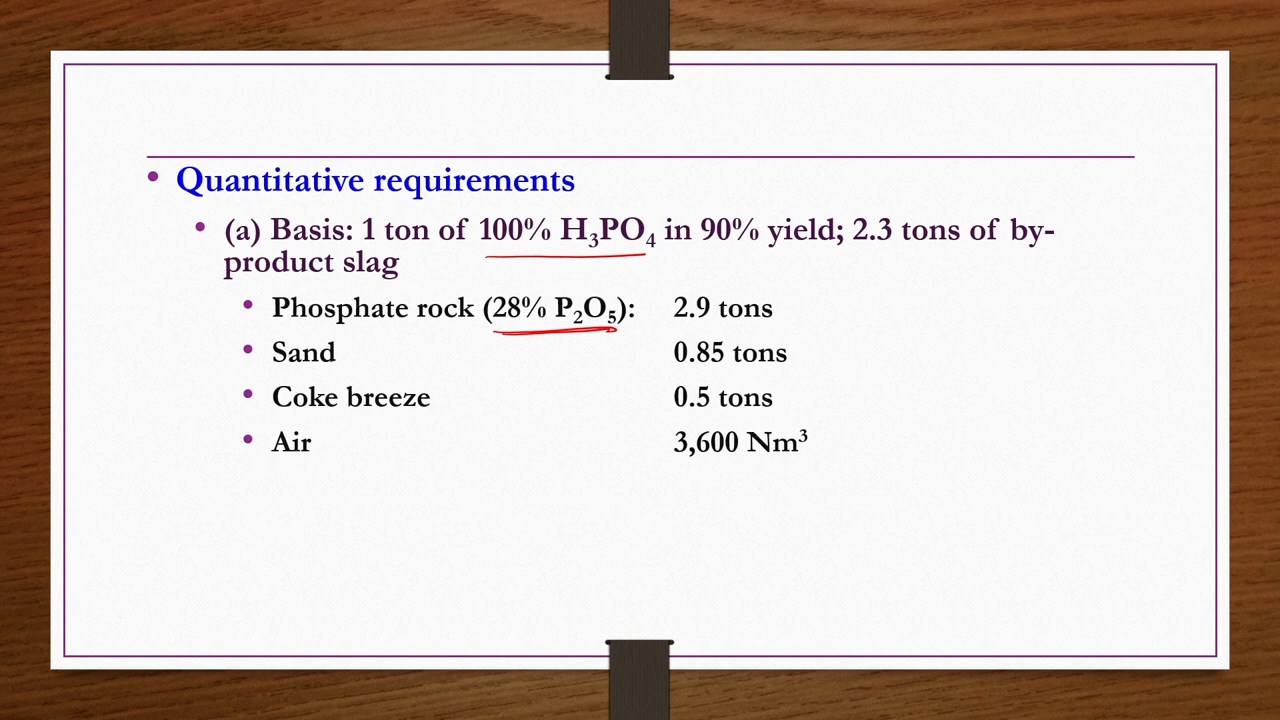 • Quantitative requirements
• (a) Basis: 1 ton of 100% H₃PO₄ in 90% yield; 2.3 tons of by-
product slag
• Phosphate rock (28% P₂O₅): 2.9 tons
• Sand 0.85 tons
• Coke breeze 0.5 tons
• Air 3,600 Nm³